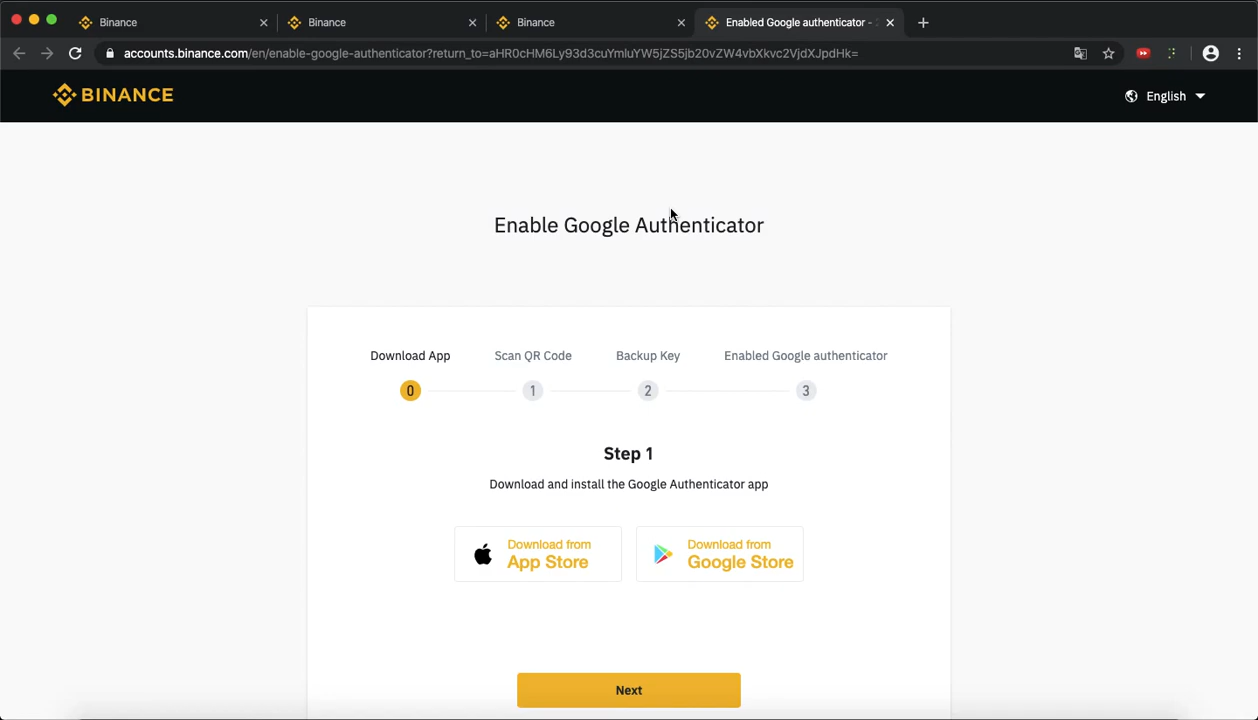 Binance
Binance
Binance
Enabled Google authenticator -
accounts.binance.com/en/enable-google-authenticator?return_to=aHR0cHM6Ly93d3cuYmluYW5jZS5jb20vZW4vbXkvc2VjdXJpdHk=
BINANCE
English
Enable Google Authenticator
Download App
Scan QR Code
Backup Key
Enabled Google authenticator
0
1
2
3
Step 1
Download and install the Google Authenticator app
Download from
App Store
Download from
Google Store
Next